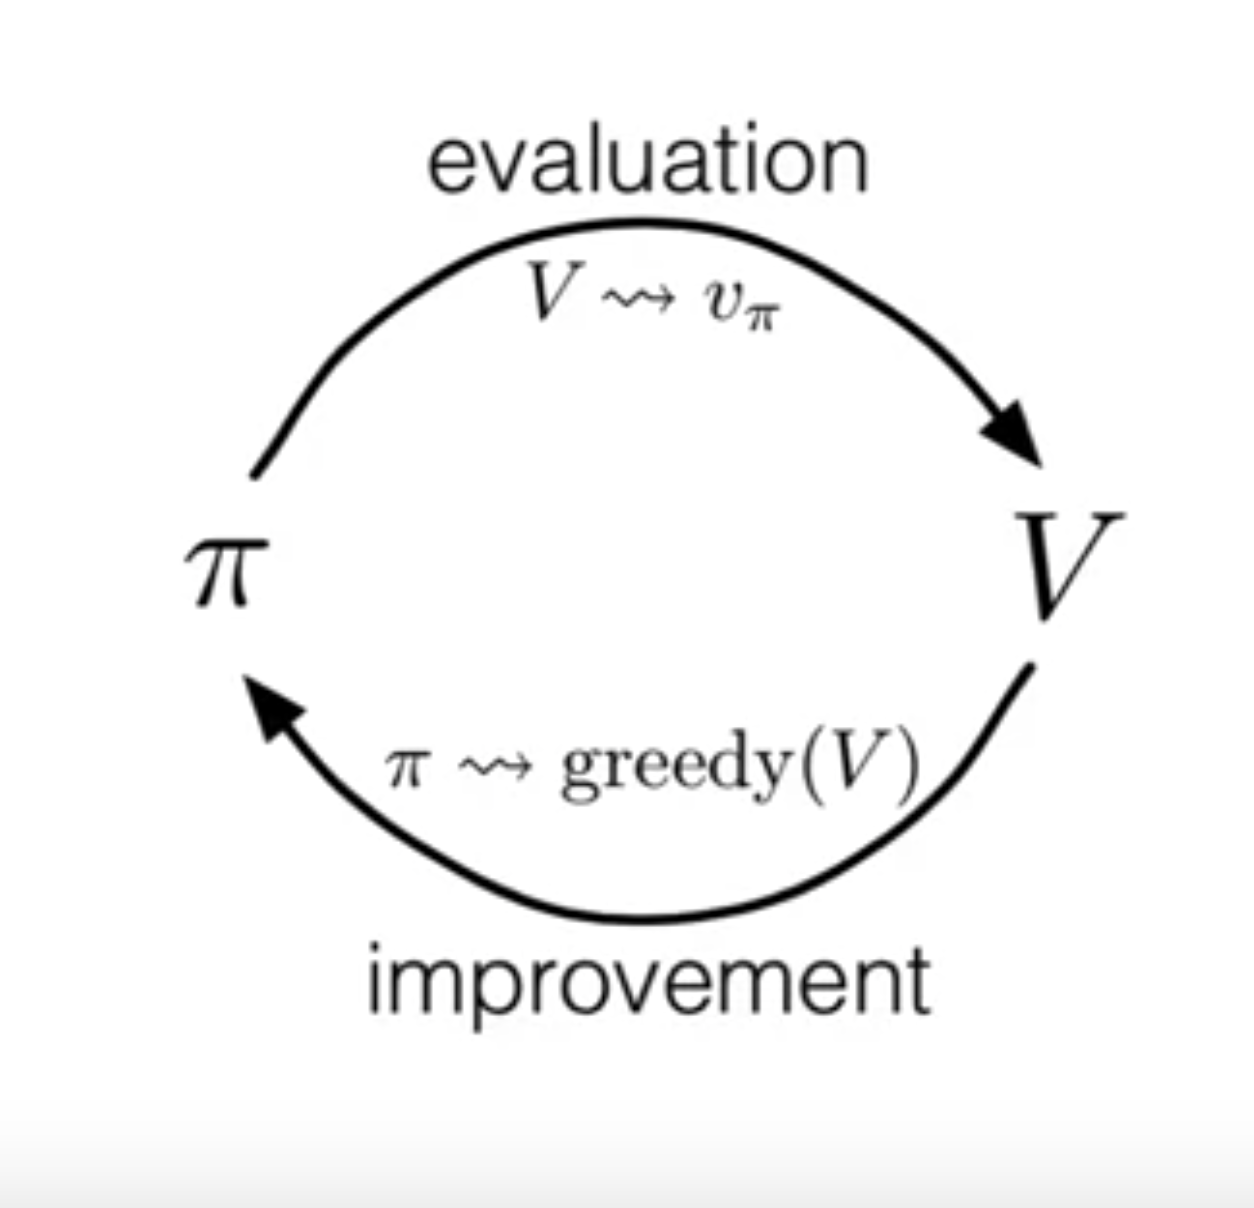 evaluation
V ⇝ v_π
π
V
π ⇝ greedy(V)
improvement